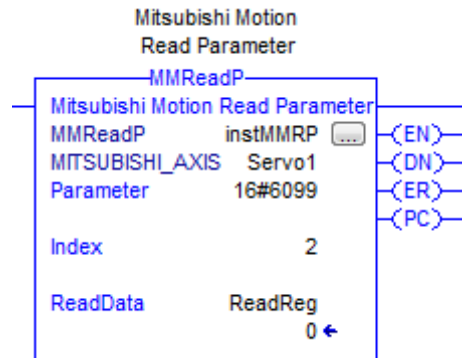 Mitsubishi Motion
Read Parameter
MMReadP
Mitsubishi Motion Read Parameter
MMReadP instMMRP ...
MITSUBISHI_AXIS Servo1
Parameter 16#6099
Index 2
ReadData ReadReg
0
(EN)
(DN)
(ER)
(PC)